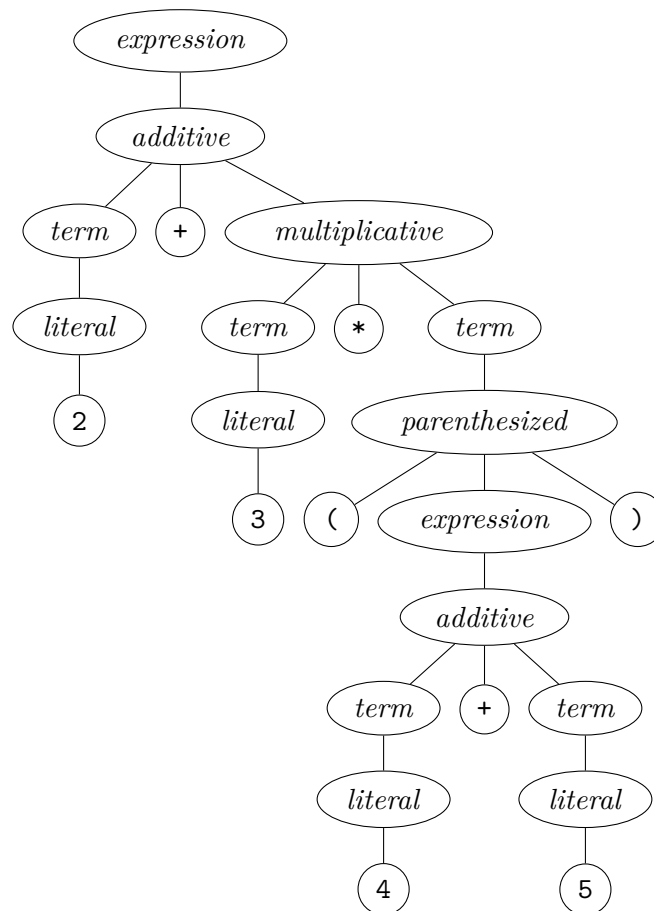 expression
additive
term + multiplicative
literal term * term
2 literal parenthesized
3 ( expression )
additive
term + term
literal literal
4 5